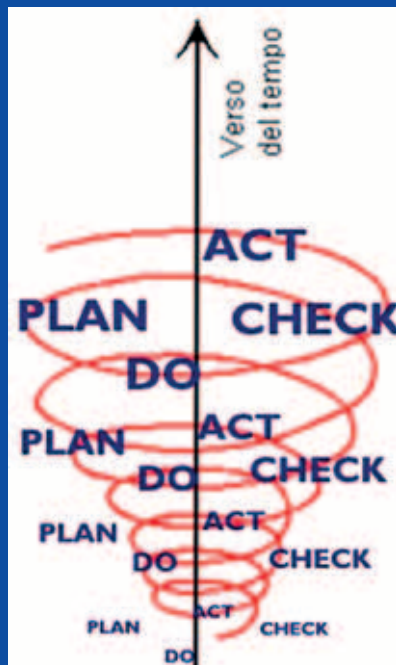 Verso
del tempo
ACT
PLAN
CHECK
DO
ACT
PLAN
CHECK
DO
ACT
PLAN
DO
CHECK
ACT
PLAN
CHECK
DO